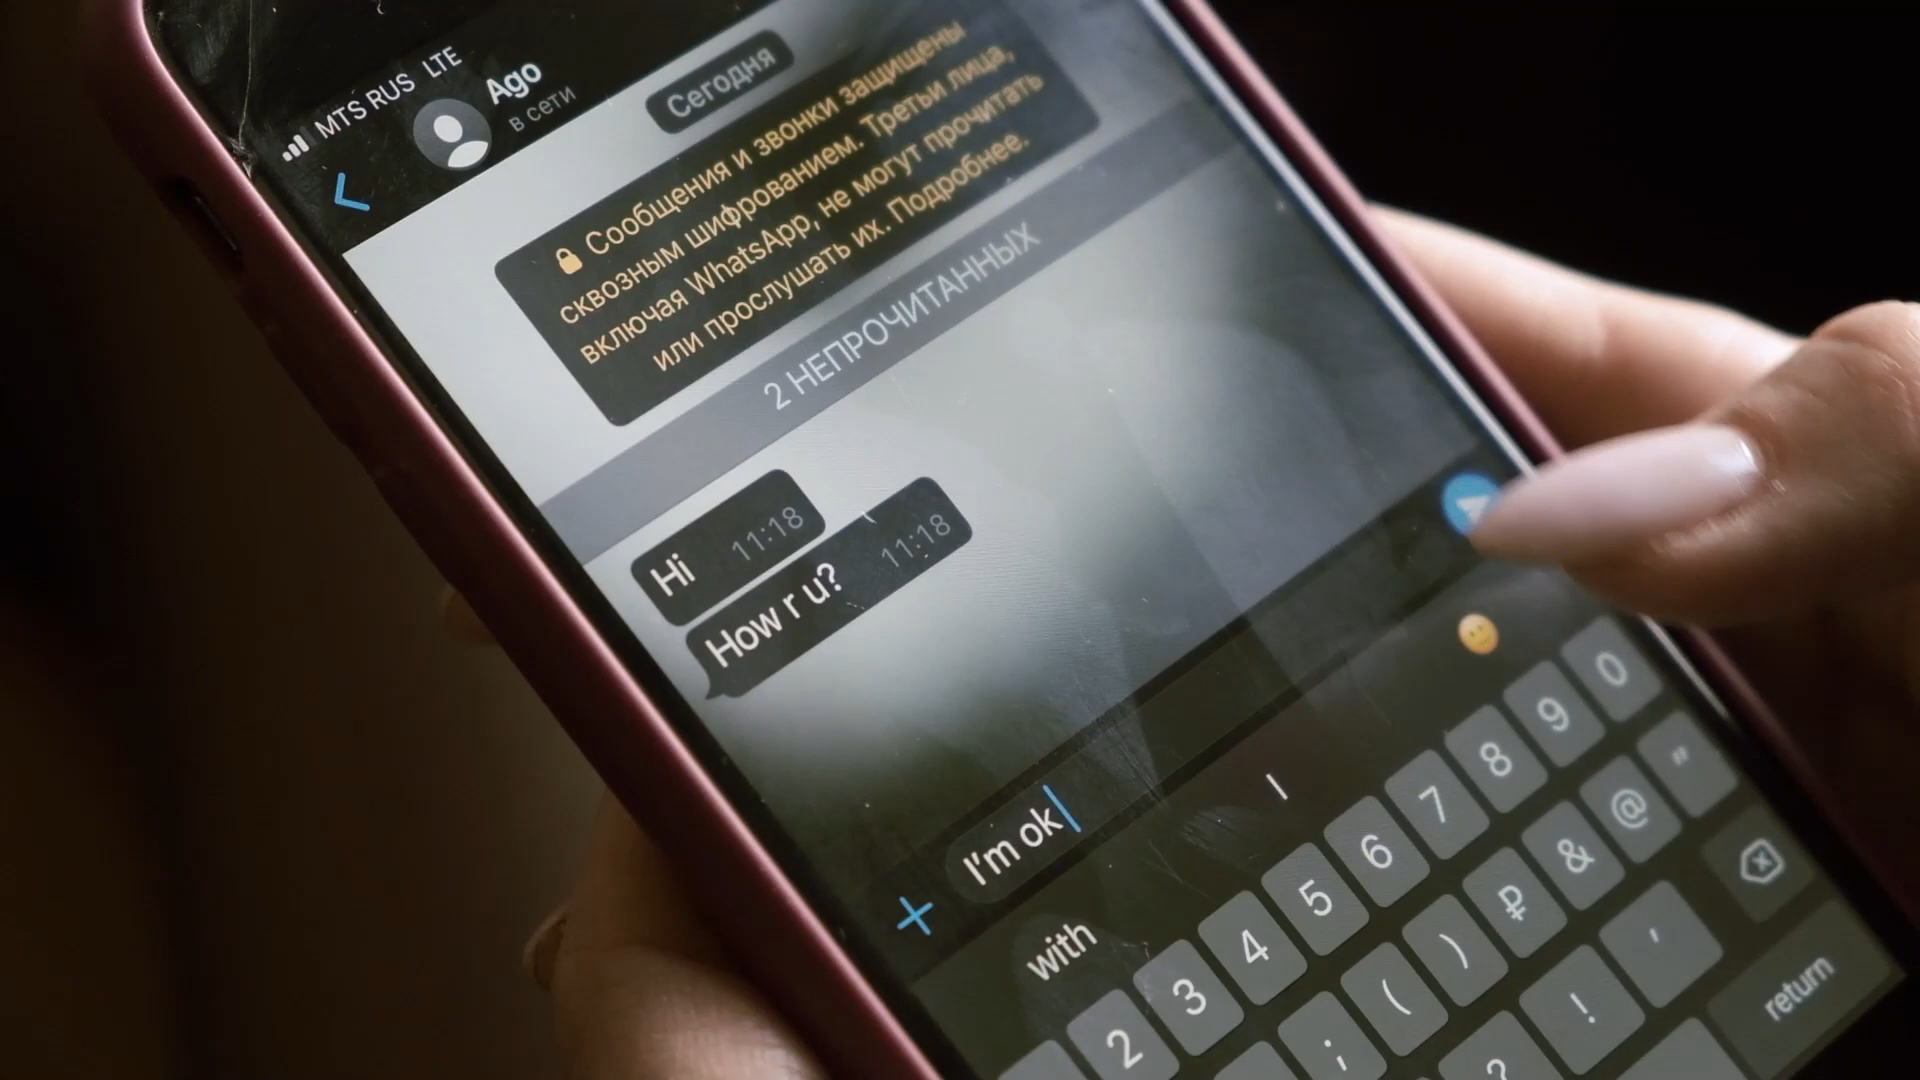 MTS RUS LTE
Ago
в сети
Сегодня
Сообщения и звонки защищены
сквозным шифрованием. Третьи лица,
включая WhatsApp, не могут прочитать
или прослушать их. Подробнее.
2 НЕПРОЧИТАННЫХ
Hi 11:18
How r u? 11:18
I'm ok
with I 🙂
2 3 4 5 6 7 8 9 0
; ( ) ₽ & @ "
? ! '
return